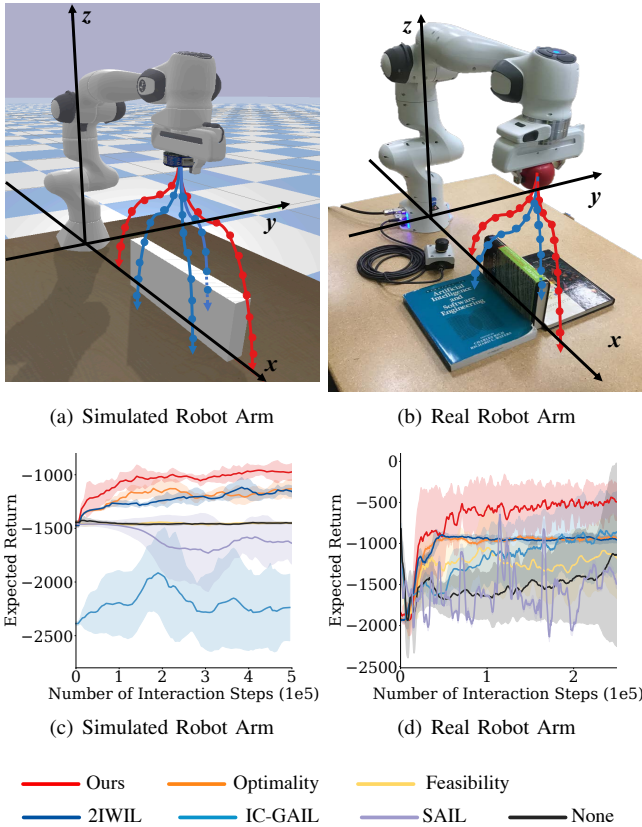 z
y
x
z
y
x
Artificial
Intelligence
and
Software
Engineering
(a) Simulated Robot Arm
(b) Real Robot Arm
Expected Return
−1000
−1500
−2000
−2500
0 1 2 3 4 5
Number of Interaction Steps (1e5)
Expected Return
0
−500
−1000
−1500
−2000
−2500
0 1 2
Number of Interaction Steps (1e5)
(c) Simulated Robot Arm
(d) Real Robot Arm
Ours Optimality Feasibility
2IWIL IC-GAIL SAIL None